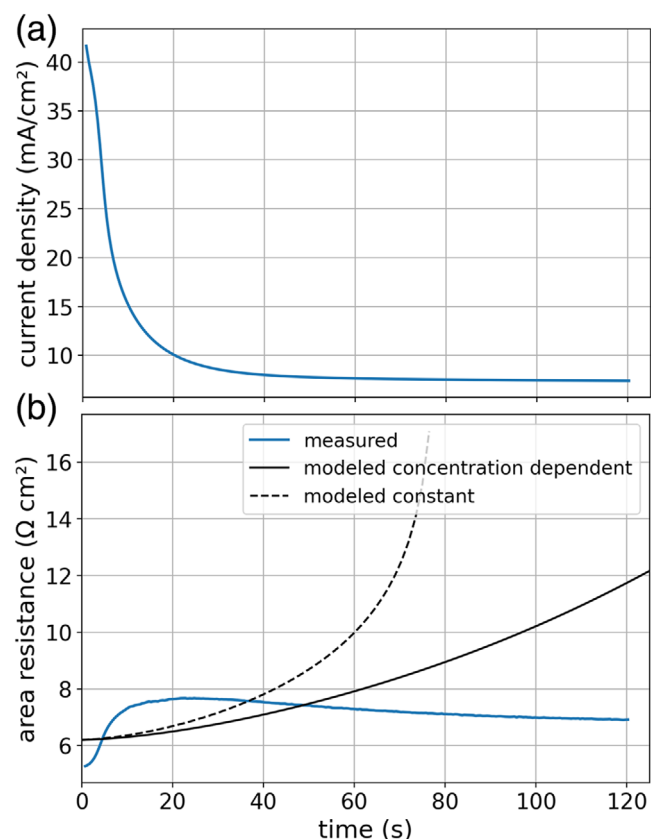 (a)
current density (mA/cm²)
40
35
30
25
20
15
10
(b)
area resistance (Ω cm²)
16
14
12
10
8
6
measured
modeled concentration dependent
modeled constant
0 20 40 60 80 100 120
time (s)